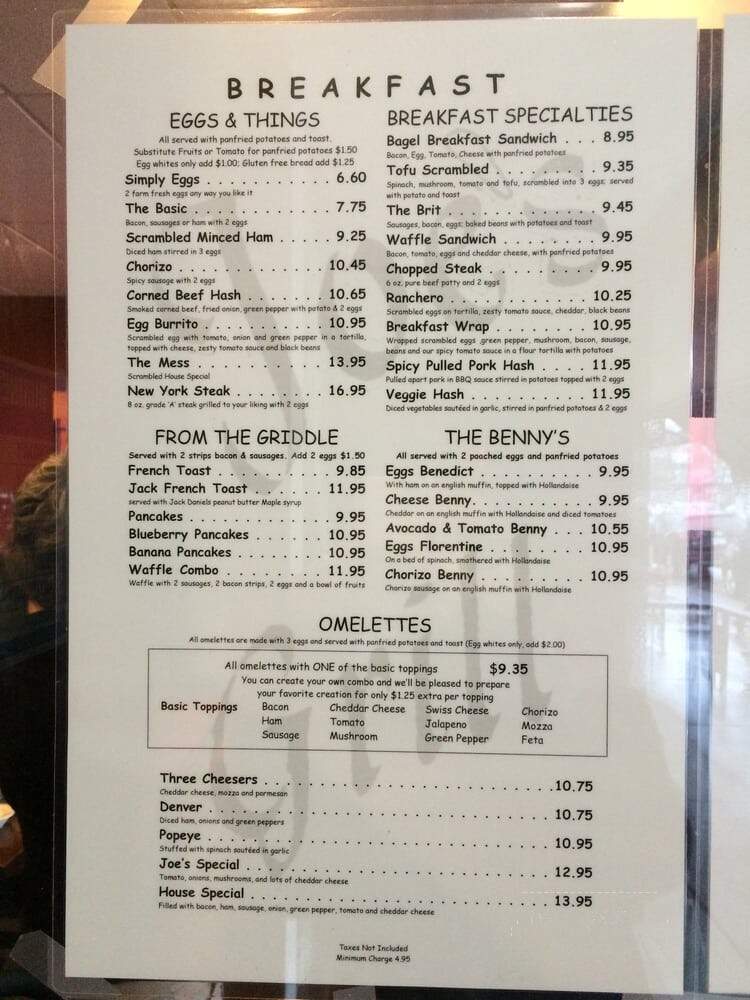 BREAKFAST
EGGS & THINGS
All served with panfried potatoes and toast.
Substitute Fruits or Tomato for panfried potatoes $1.50
Egg whites only add $1.00; Gluten free bread add $1.25
Simply Eggs . . . . . . . . . . . 6.60
2 farm fresh eggs any way you like it
The Basic . . . . . . . . . . . . 7.75
Bacon, sausages or ham with 2 eggs
Scrambled Minced Ham . . . . . 9.25
Diced ham stirred in 3 eggs
Chorizo . . . . . . . . . . . . . 10.45
Spicy sausage with 2 eggs
Corned Beef Hash . . . . . . . 10.65
Smoked corned beef, fried onion, green pepper with potato & 2 eggs
Egg Burrito . . . . . . . . . . . 10.95
Scrambled egg with tomato, onion and green pepper in a tortilla,
topped with cheese, zesty tomato sauce and black beans
The Mess . . . . . . . . . . . . 13.95
Scrambled House Special
New York Steak . . . . . . . . 16.95
8 oz. grade 'A' steak grilled to your liking with 2 eggs
BREAKFAST SPECIALTIES
Bagel Breakfast Sandwich . . . 8.95
Bacon, Egg, Tomato, Cheese with panfried potatoes
Tofu Scrambled . . . . . . . . . 9.35
Spinach, mushroom, tomato and tofu, scrambled into 3 eggs; served
with potato and toast
The Brit . . . . . . . . . . . . . 9.45
Sausages, bacon, eggs; baked beans with potatoes and toast
Waffle Sandwich . . . . . . . . 9.95
Bacon, tomato, eggs and cheddar cheese, with panfried potatoes
Chopped Steak . . . . . . . . . 9.95
6 oz. pure beef patty and 2 eggs
Ranchero . . . . . . . . . . . . 10.25
Scrambled eggs on tortilla, zesty tomato sauce, cheddar, black beans
Breakfast Wrap . . . . . . . . 10.95
Wrapped scrambled eggs ,green pepper, mushroom, bacon, sausage,
beans and our spicy tomato sauce in a flour tortilla with potatoes
Spicy Pulled Pork Hash . . . . 11.95
Pulled apart pork in BBQ sauce stirred in potatoes topped with 2 eggs
Veggie Hash . . . . . . . . . . 11.95
Diced vegetables sautéed in garlic, stirred in panfried potatoes & 2 eggs
FROM THE GRIDDLE
Served with 2 strips bacon & sausages. Add 2 eggs $1.50
French Toast . . . . . . . . . . 9.85
Jack French Toast . . . . . . 11.95
served with Jack Daniels peanut butter Maple syrup
Pancakes . . . . . . . . . . . . 9.95
Blueberry Pancakes . . . . . . 10.95
Banana Pancakes . . . . . . . 10.95
Waffle Combo . . . . . . . . . 11.95
Waffle with 2 sausages, 2 bacon strips, 2 eggs and a bowl of fruits
THE BENNY'S
All served with 2 poached eggs and panfried potatoes
Eggs Benedict . . . . . . . . . 9.95
With ham on an english muffin, topped with Hollandaise
Cheese Benny. . . . . . . . . . 9.95
Cheddar on an english muffin with Hollandaise and diced tomatoes
Avocado & Tomato Benny . . . 10.55
Eggs Florentine . . . . . . . . 10.95
On a bed of spinach, smothered with Hollandaise
Chorizo Benny . . . . . . . . . 10.95
Chorizo sausage on an english muffin with Hollandaise
OMELETTES
All omelettes are made with 3 eggs and served with panfried potatoes and toast (Egg whites only, add $2.00)
All omelettes with ONE of the basic toppings $9.35
You can create your own combo and we'll be pleased to prepare
your favorite creation for only $1.25 extra per topping
Basic Toppings Bacon Cheddar Cheese Swiss Cheese Chorizo
Ham Tomato Jalapeno Mozza
Sausage Mushroom Green Pepper Feta
Three Cheesers . . . . . . . . . . . . . . . . . . . . . . . 10.75
Cheddar cheese, mozza and parmesan
Denver . . . . . . . . . . . . . . . . . . . . . . . . . . . 10.75
Diced ham, onions and green peppers
Popeye . . . . . . . . . . . . . . . . . . . . . . . . . . . 10.95
Stuffed with spinach sautéed in garlic
Joe's Special . . . . . . . . . . . . . . . . . . . . . . . . 12.95
Tomato, onions, mushrooms, and lots of cheddar cheese
House Special . . . . . . . . . . . . . . . . . . . . . . . . 13.95
Filled with bacon, ham, sausage, onion, green pepper, tomato and cheddar cheese
Taxes Not Included
Minimum Charge 4.95
Joe's
Grill